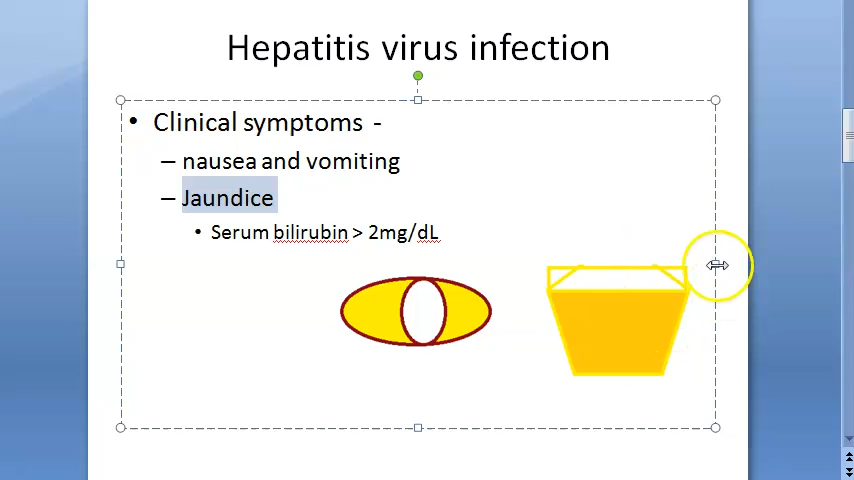 Hepatitis virus infection
• Clinical symptoms -
– nausea and vomiting
– Jaundice
• Serum bilirubin > 2mg/dL